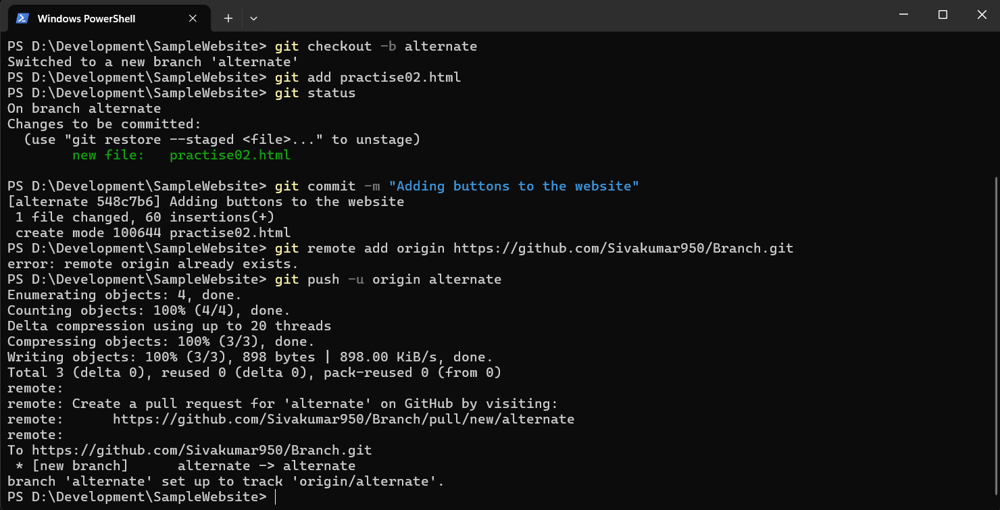 Windows PowerShell
PS D:\Development\SampleWebsite> git checkout -b alternate
Switched to a new branch 'alternate'
PS D:\Development\SampleWebsite> git add practise02.html
PS D:\Development\SampleWebsite> git status
On branch alternate
Changes to be committed:
  (use "git restore --staged <file>..." to unstage)
        new file:   practise02.html

PS D:\Development\SampleWebsite> git commit -m "Adding buttons to the website"
[alternate 548c7b6] Adding buttons to the website
 1 file changed, 60 insertions(+)
 create mode 100644 practise02.html
PS D:\Development\SampleWebsite> git remote add origin https://github.com/Sivakumar950/Branch.git
error: remote origin already exists.
PS D:\Development\SampleWebsite> git push -u origin alternate
Enumerating objects: 4, done.
Counting objects: 100% (4/4), done.
Delta compression using up to 20 threads
Compressing objects: 100% (3/3), done.
Writing objects: 100% (3/3), 898 bytes | 898.00 KiB/s, done.
Total 3 (delta 0), reused 0 (delta 0), pack-reused 0 (from 0)
remote:
remote: Create a pull request for 'alternate' on GitHub by visiting:
remote:      https://github.com/Sivakumar950/Branch/pull/new/alternate
remote:
To https://github.com/Sivakumar950/Branch.git
 * [new branch]      alternate -> alternate
branch 'alternate' set up to track 'origin/alternate'.
PS D:\Development\SampleWebsite>